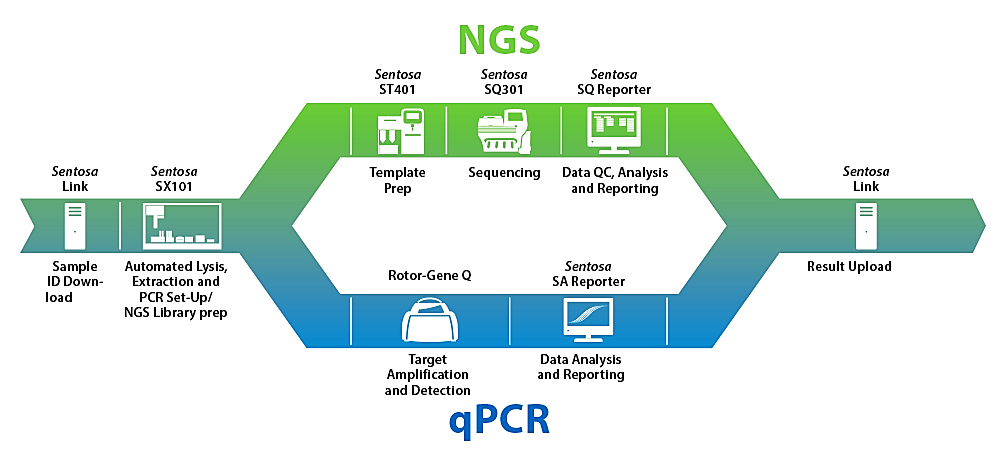 NGS
Sentosa
ST401
Sentosa
SQ301
Sentosa
SQ Reporter
Template
Prep
Sequencing
Data QC, Analysis
and Reporting
Sentosa
Link
Sentosa
SX101
Sentosa
Link
Sample
ID Down-
load
Automated Lysis,
Extraction and
PCR Set-Up/
NGS Library prep
Result Upload
Rotor-Gene Q
Sentosa
SA Reporter
Target
Amplification
and Detection
Data Analysis
and Reporting
qPCR